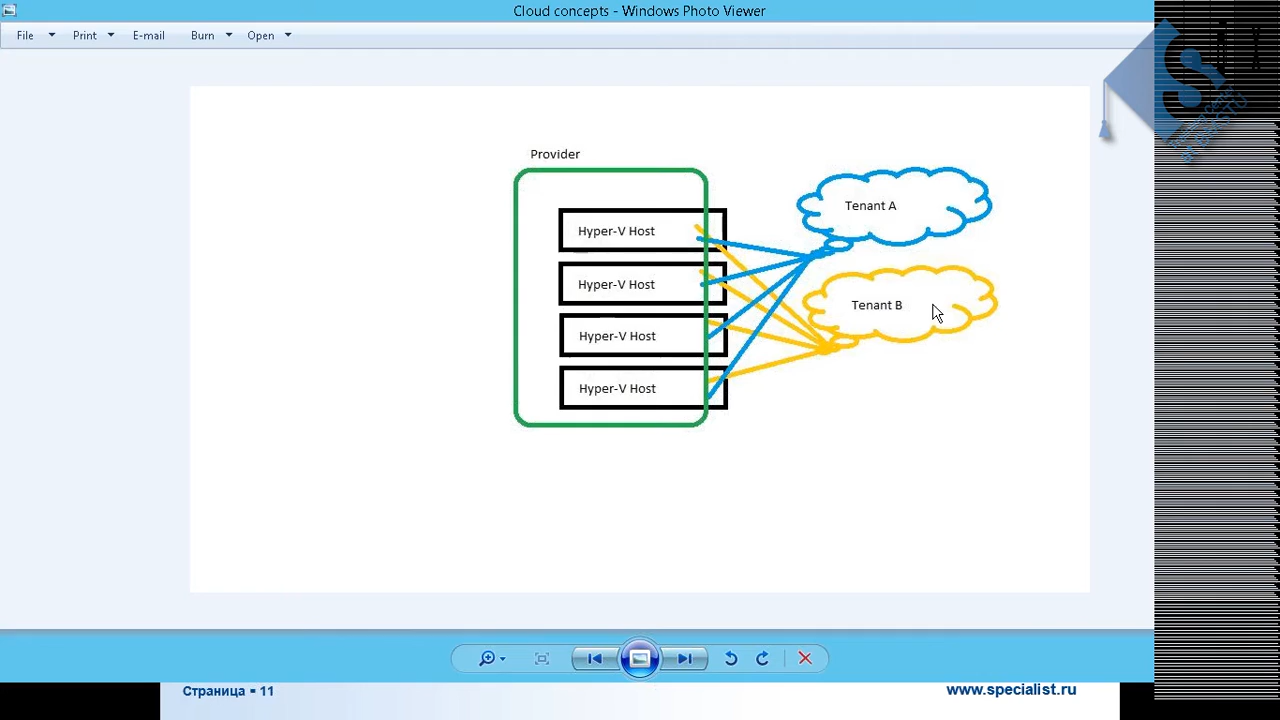 Cloud concepts - Windows Photo Viewer
File Print E-mail Burn Open
Provider
Hyper-V Host
Hyper-V Host
Hyper-V Host
Hyper-V Host
Tenant A
Tenant B
Страница ▪ 11
www.specialist.ru